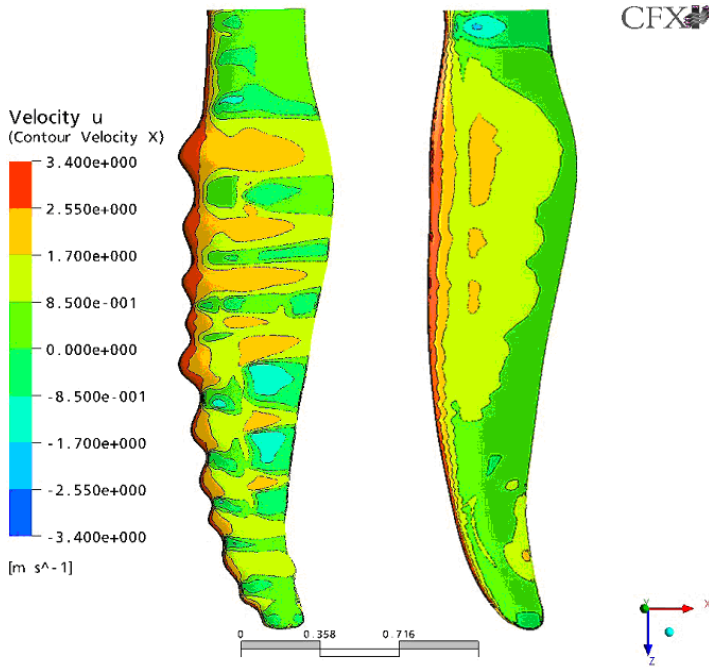 CFX
Velocity u
(Contour Velocity X)
3.400e+000
2.550e+000
1.700e+000
8.500e-001
0.000e+000
-8.500e-001
-1.700e+000
-2.550e+000
-3.400e+000
[m s^-1]
0 0.358 0.716
Y X
Z